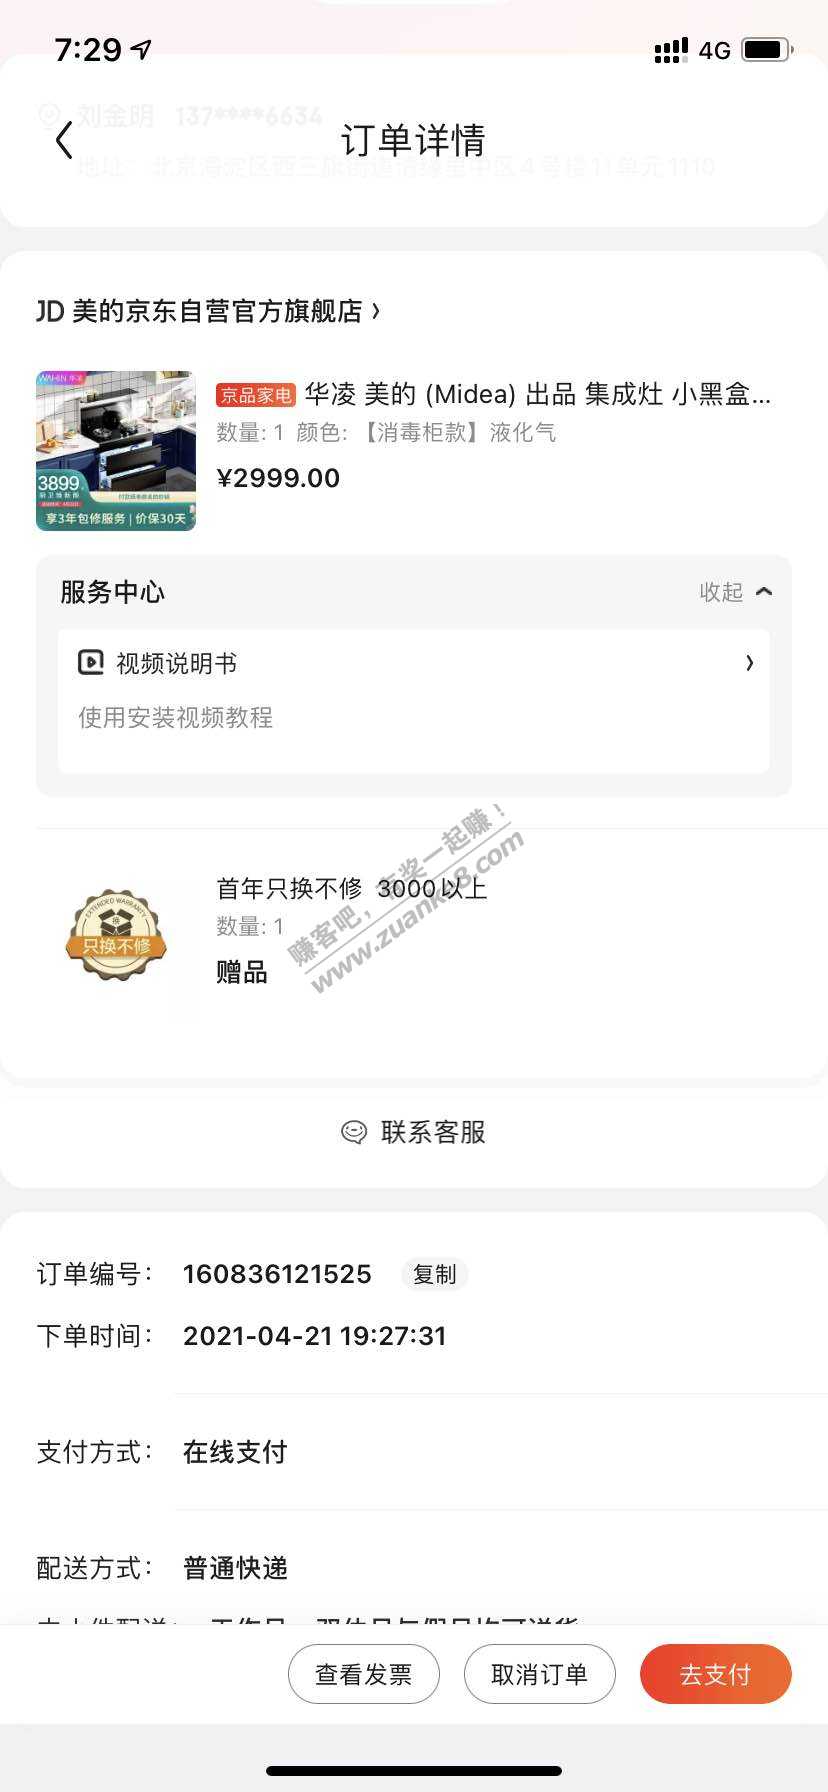 7:29
4G
刘金明 137****6634
订单详情
地址：北京海淀区西三旗街道清缘里中区4号楼11单元1110
JD 美的京东自营官方旗舰店 ›
WAHIN 华凌
3899
享3年包修服务 | 价保30天
京品家电 华凌 美的 (Midea) 出品 集成灶 小黑盒...
数量: 1 颜色: 【消毒柜款】液化气
¥2999.00
服务中心
收起
视频说明书
使用安装视频教程
EXTENDED WARRANTY
换
只换不修
首年只换不修 3000以上
数量: 1
赠品
赚客吧，有奖一起赚！
www.zuanke8.com
联系客服
订单编号： 160836121525 复制
下单时间： 2021-04-21 19:27:31
支付方式： 在线支付
配送方式： 普通快递
查看发票
取消订单
去支付